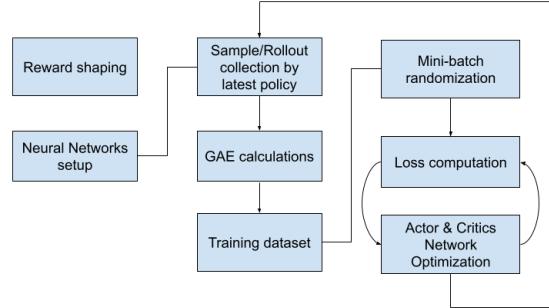 Reward shaping
Neural Networks
setup
Sample/Rollout
collection by
latest policy
GAE calculations
Training dataset
Mini-batch
randomization
Loss computation
Actor & Critics
Network
Optimization